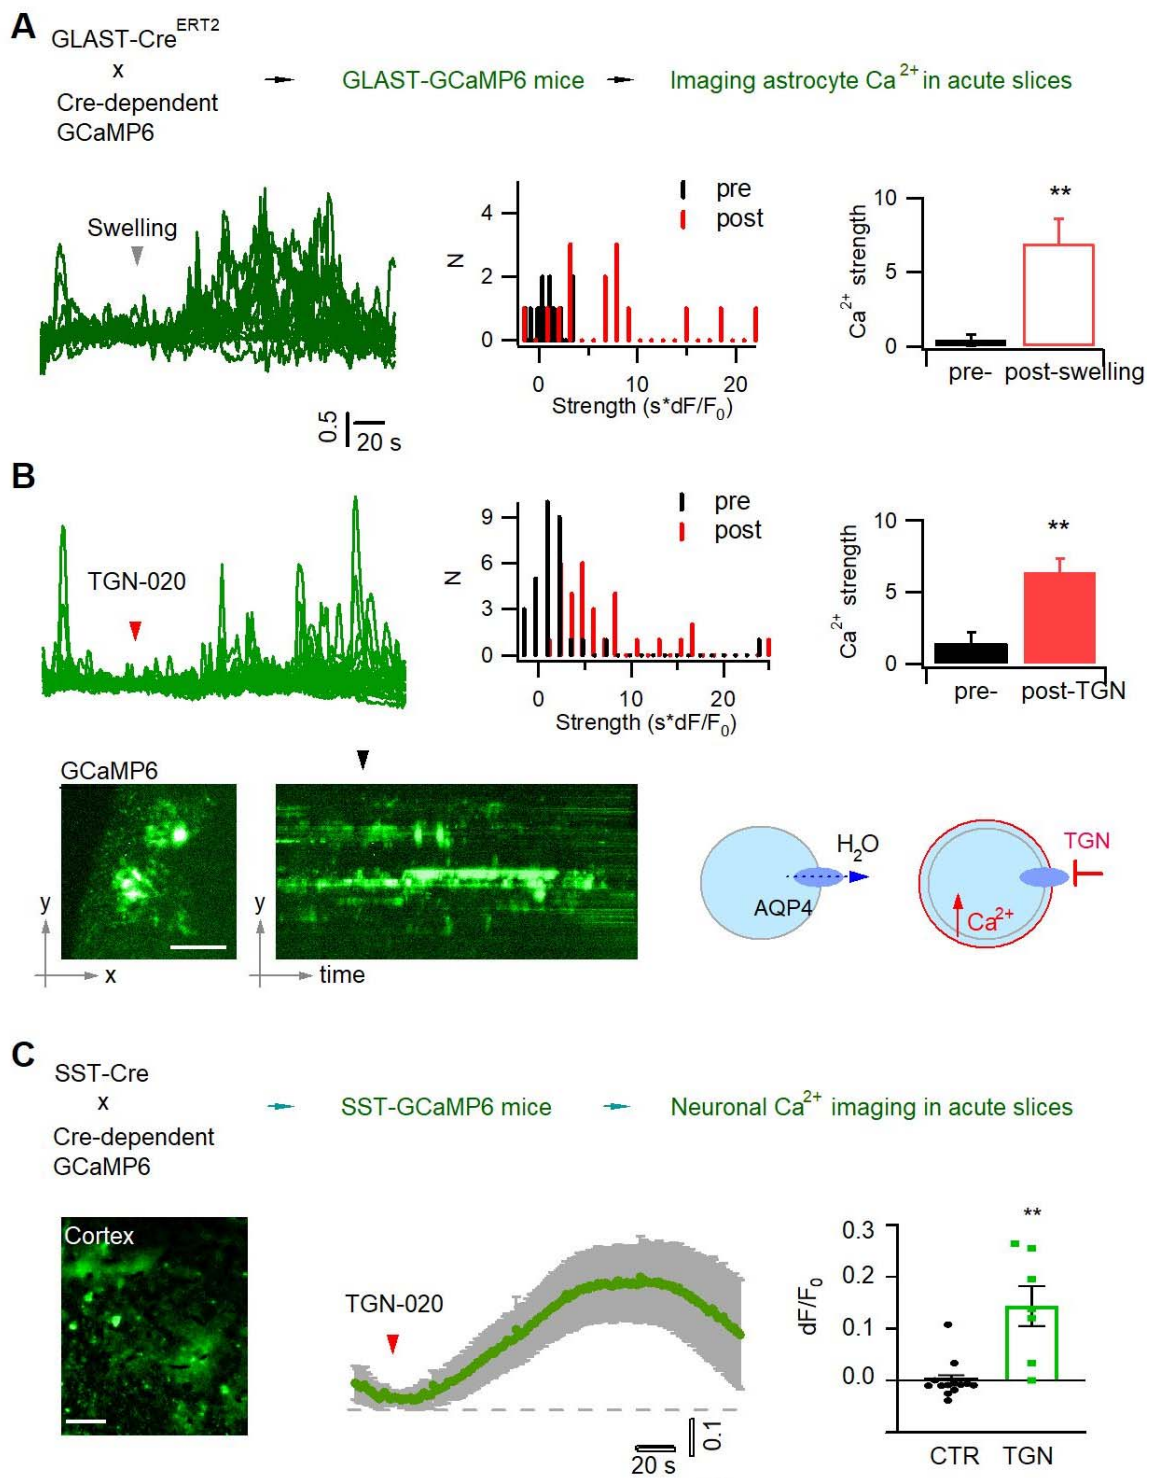 A
GLAST-Cre^ERT2
x
Cre-dependent
GCaMP6
GLAST-GCaMP6 mice
Imaging astrocyte Ca²⁺ in acute slices
Swelling
0.5
20 s
N
4
2
0
pre
post
0 10 20
Strength (s*dF/F₀)
Ca²⁺ strength
10
5
0
**
pre- post-swelling
B
TGN-020
N
9
6
3
0
pre
post
0 10 20
Strength (s*dF/F₀)
Ca²⁺ strength
10
5
0
**
pre- post-TGN
GCaMP6
y
x
y
time
H₂O
AQP4
TGN
Ca²⁺
C
SST-Cre
x
Cre-dependent
GCaMP6
SST-GCaMP6 mice
Neuronal Ca²⁺ imaging in acute slices
Cortex
TGN-020
20 s
0.1
dF/F₀
0.3
0.2
0.1
0.0
**
CTR TGN